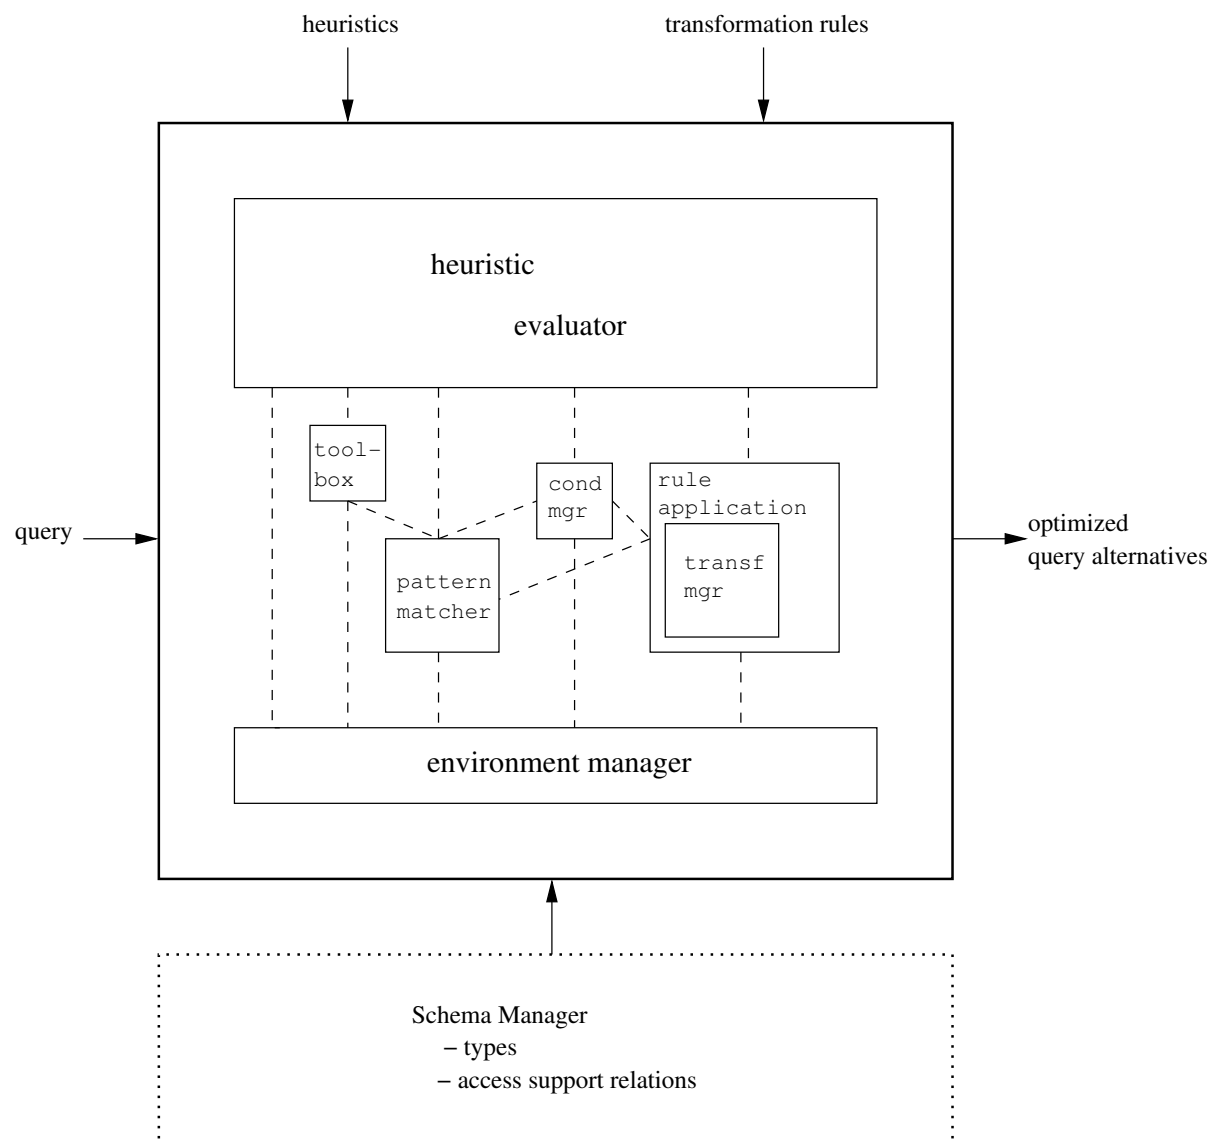 heuristics
transformation rules
heuristic
evaluator
tool-
box
cond
mgr
rule
application
query
optimized
query alternatives
pattern
matcher
transf
mgr
environment manager
Schema Manager
– types
– access support relations